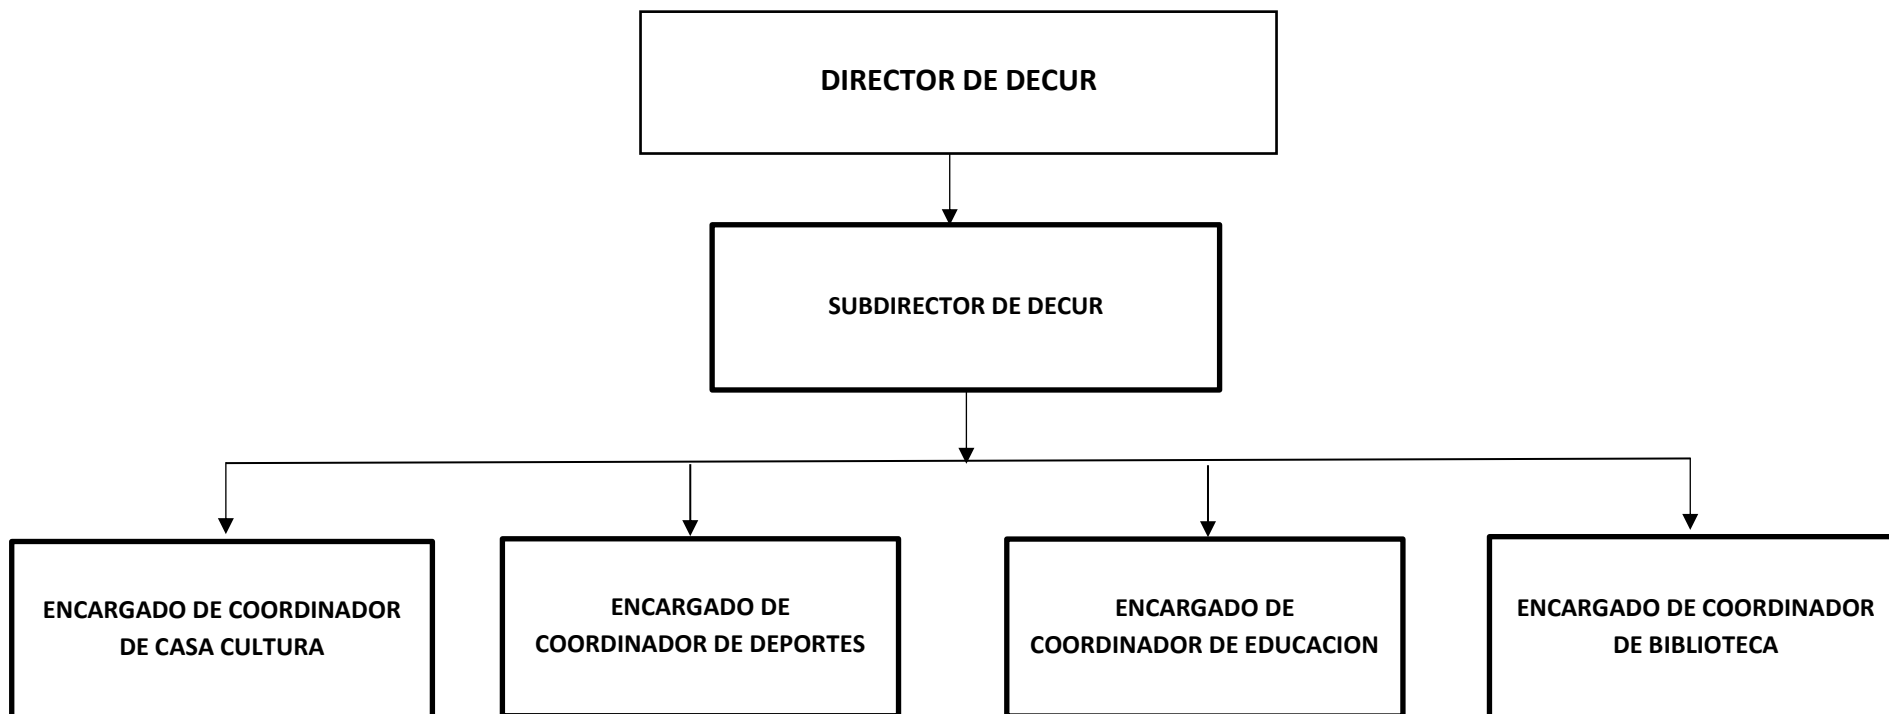 DIRECTOR DE DECUR
SUBDIRECTOR DE DECUR
ENCARGADO DE COORDINADOR
DE CASA CULTURA
ENCARGADO DE
COORDINADOR DE DEPORTES
ENCARGADO DE
COORDINADOR DE EDUCACION
ENCARGADO DE COORDINADOR
DE BIBLIOTECA